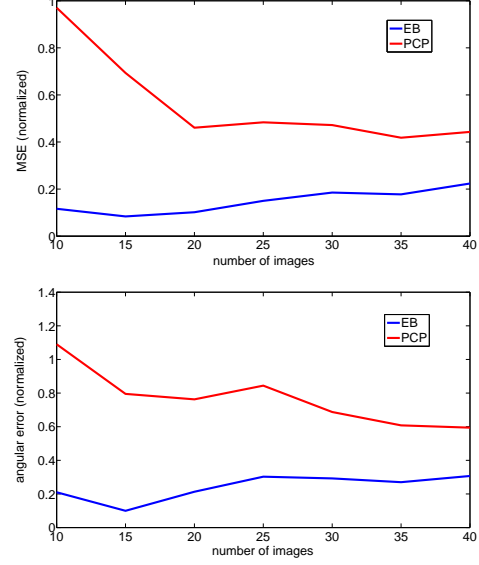 1
0.8
0.6
0.4
0.2
0
MSE (normalized)
EB
PCP
10 15 20 25 30 35 40
number of images
1.4
1.2
1
0.8
0.6
0.4
0.2
0
angular error (normalized)
EB
PCP
10 15 20 25 30 35 40
number of images